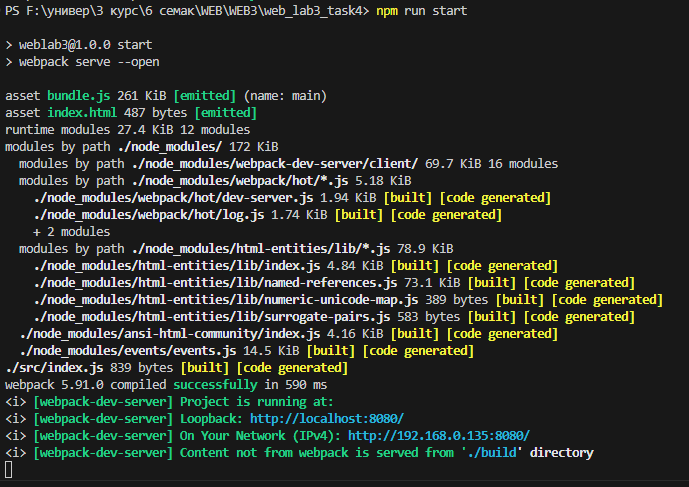 PS F:\универ\3 курс\6 семак\WEB\WEB3\web_lab3_task4> npm run start
> weblab3@1.0.0 start
> webpack serve --open
asset bundle.js 261 KiB [emitted] (name: main)
asset index.html 487 bytes [emitted]
runtime modules 27.4 KiB 12 modules
modules by path ./node_modules/ 172 KiB
modules by path ./node_modules/webpack-dev-server/client/ 69.7 KiB 16 modules
modules by path ./node_modules/webpack/hot/*.js 5.18 KiB
./node_modules/webpack/hot/dev-server.js 1.94 KiB [built] [code generated]
./node_modules/webpack/hot/log.js 1.74 KiB [built] [code generated]
+ 2 modules
modules by path ./node_modules/html-entities/lib/*.js 78.9 KiB
./node_modules/html-entities/lib/index.js 4.84 KiB [built] [code generated]
./node_modules/html-entities/lib/named-references.js 73.1 KiB [built] [code generated]
./node_modules/html-entities/lib/numeric-unicode-map.js 389 bytes [built] [code generated]
./node_modules/html-entities/lib/surrogate-pairs.js 583 bytes [built] [code generated]
./node_modules/ansi-html-community/index.js 4.16 KiB [built] [code generated]
./node_modules/events/events.js 14.5 KiB [built] [code generated]
./src/index.js 839 bytes [built] [code generated]
webpack 5.91.0 compiled successfully in 590 ms
<i> [webpack-dev-server] Project is running at:
<i> [webpack-dev-server] Loopback: http://localhost:8080/
<i> [webpack-dev-server] On Your Network (IPv4): http://192.168.0.135:8080/
<i> [webpack-dev-server] Content not from webpack is served from './build' directory